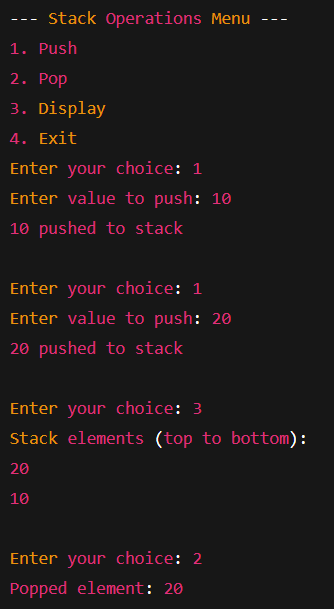 --- Stack Operations Menu ---
1. Push
2. Pop
3. Display
4. Exit
Enter your choice: 1
Enter value to push: 10
10 pushed to stack
Enter your choice: 1
Enter value to push: 20
20 pushed to stack
Enter your choice: 3
Stack elements (top to bottom):
20
10
Enter your choice: 2
Popped element: 20